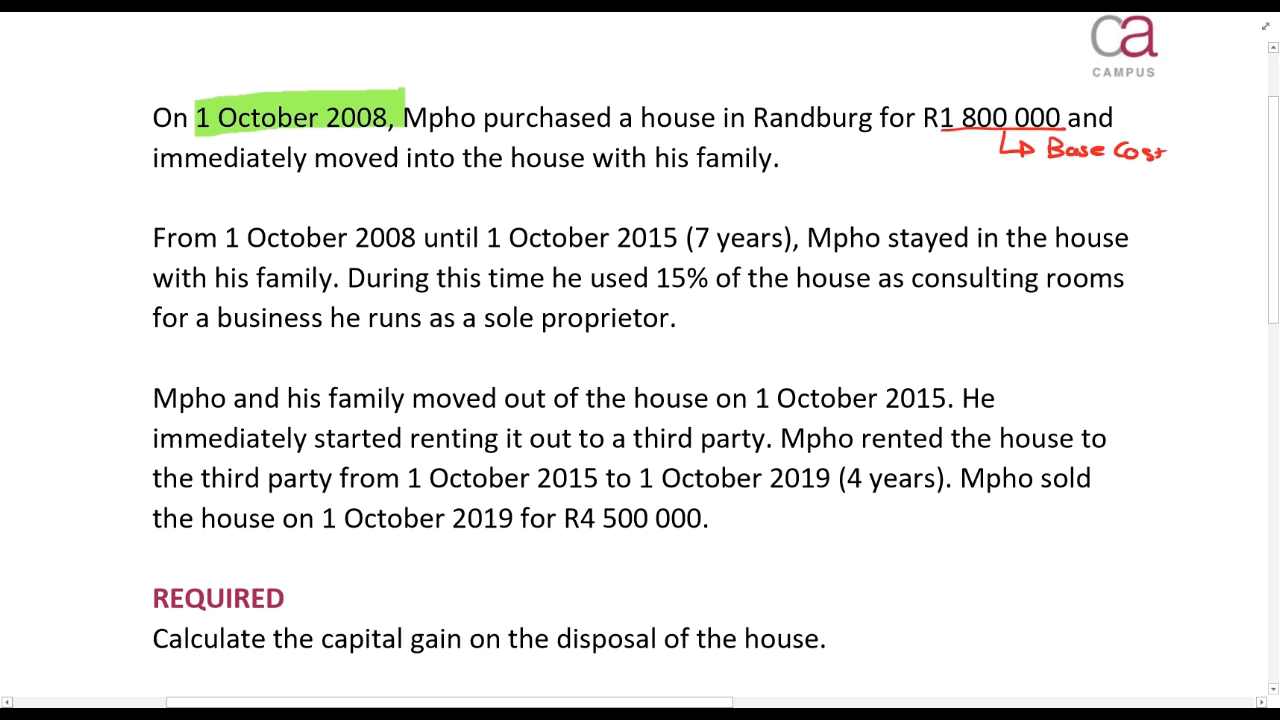 ca
CAMPUS
On 1 October 2008, Mpho purchased a house in Randburg for R1 800 000 and
Base Cost
immediately moved into the house with his family.
From 1 October 2008 until 1 October 2015 (7 years), Mpho stayed in the house
with his family. During this time he used 15% of the house as consulting rooms
for a business he runs as a sole proprietor.
Mpho and his family moved out of the house on 1 October 2015. He
immediately started renting it out to a third party. Mpho rented the house to
the third party from 1 October 2015 to 1 October 2019 (4 years). Mpho sold
the house on 1 October 2019 for R4 500 000.
REQUIRED
Calculate the capital gain on the disposal of the house.